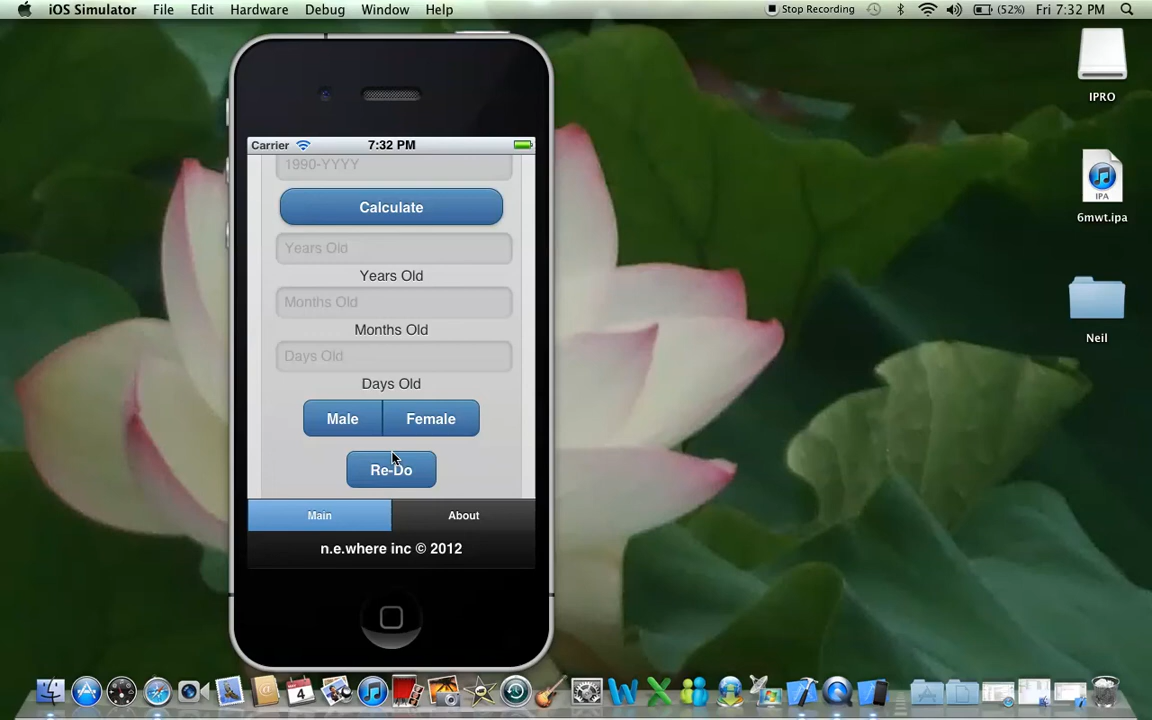 iOS Simulator File Edit Hardware Debug Window Help Stop Recording (52%) Fri 7:32 PM
IPRO
IPA
6mwt.ipa
Neil
Carrier 7:32 PM
1990-YYYY
Calculate
Years Old
Years Old
Months Old
Months Old
Days Old
Days Old
Male Female
Re-Do
Main About
n.e.where inc © 2012
4
W X